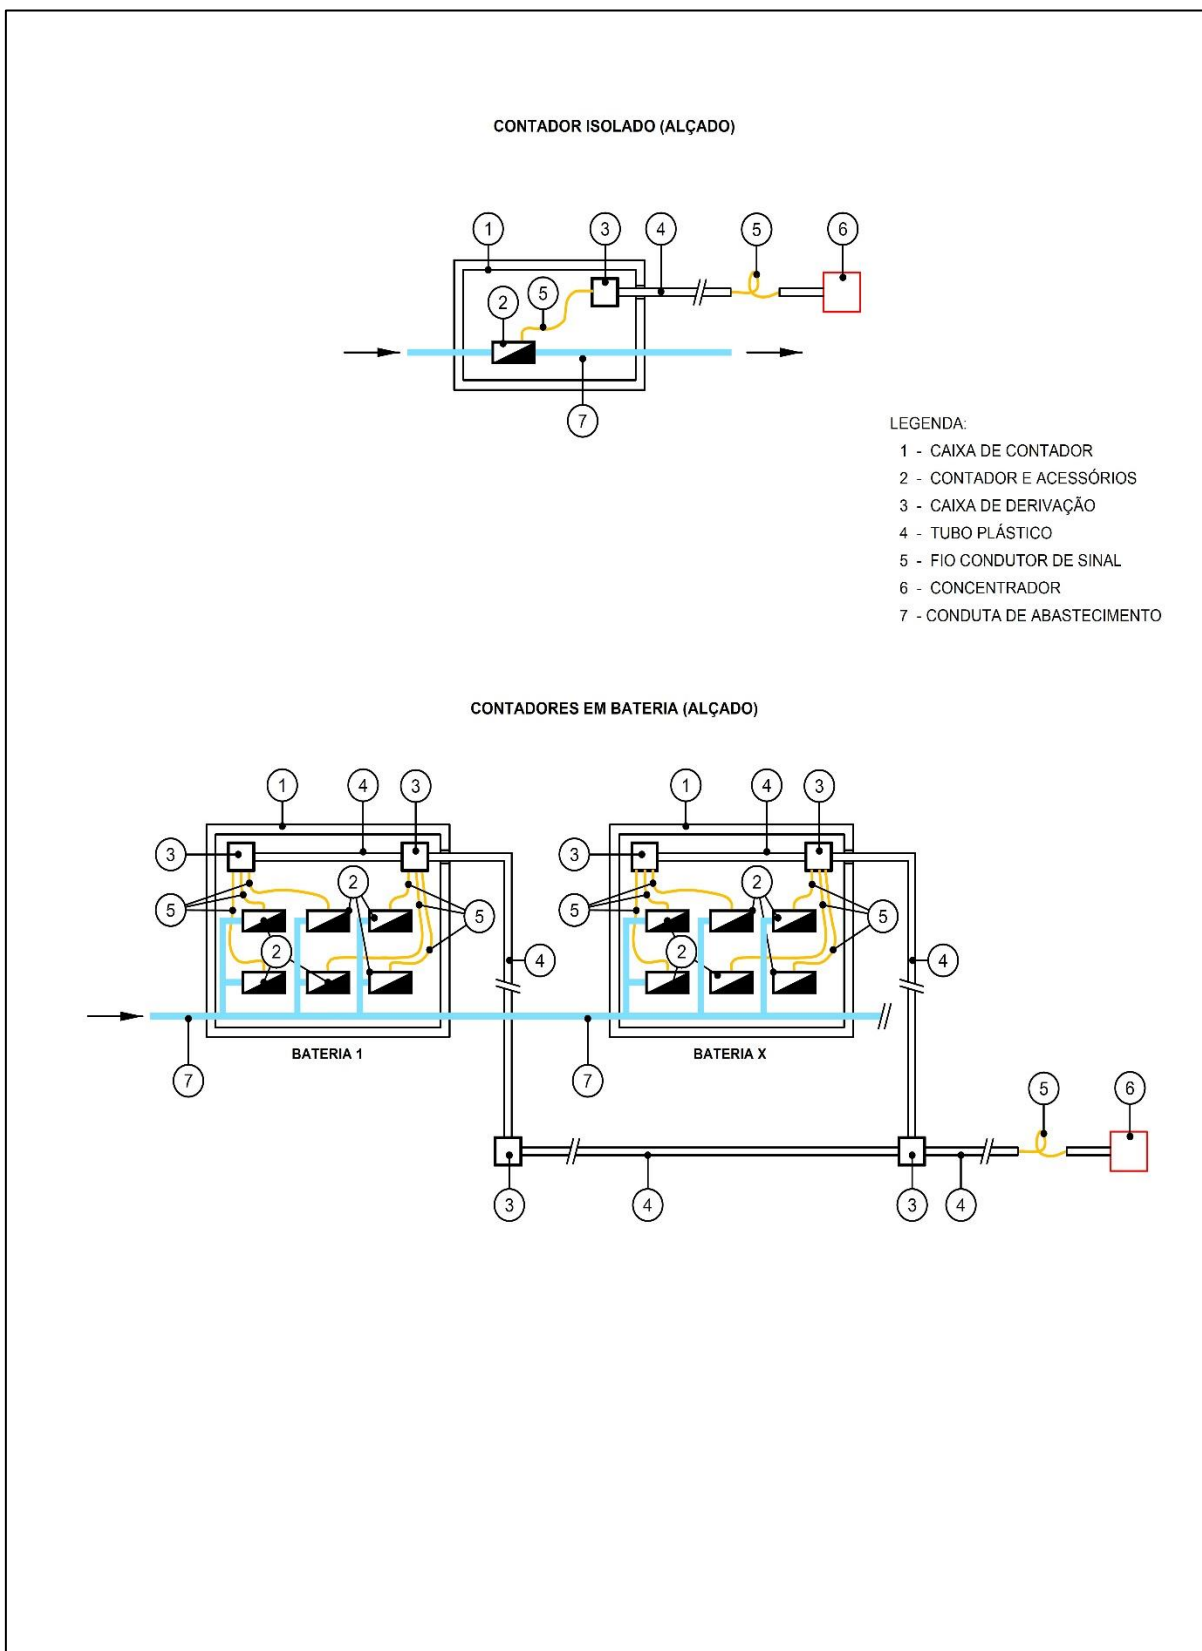 CONTADOR ISOLADO (ALÇADO)
1
3
4
5
6
2
5
7
LEGENDA:
1 - CAIXA DE CONTADOR
2 - CONTADOR E ACESSÓRIOS
3 - CAIXA DE DERIVAÇÃO
4 - TUBO PLÁSTICO
5 - FIO CONDUTOR DE SINAL
6 - CONCENTRADOR
7 - CONDUTA DE ABASTECIMENTO
CONTADORES EM BATERIA (ALÇADO)
1
4
3
1
4
3
3
3
2
2
5
5
5
5
2
2
4
4
BATERIA 1
BATERIA X
7
7
5
6
3
4
3
4